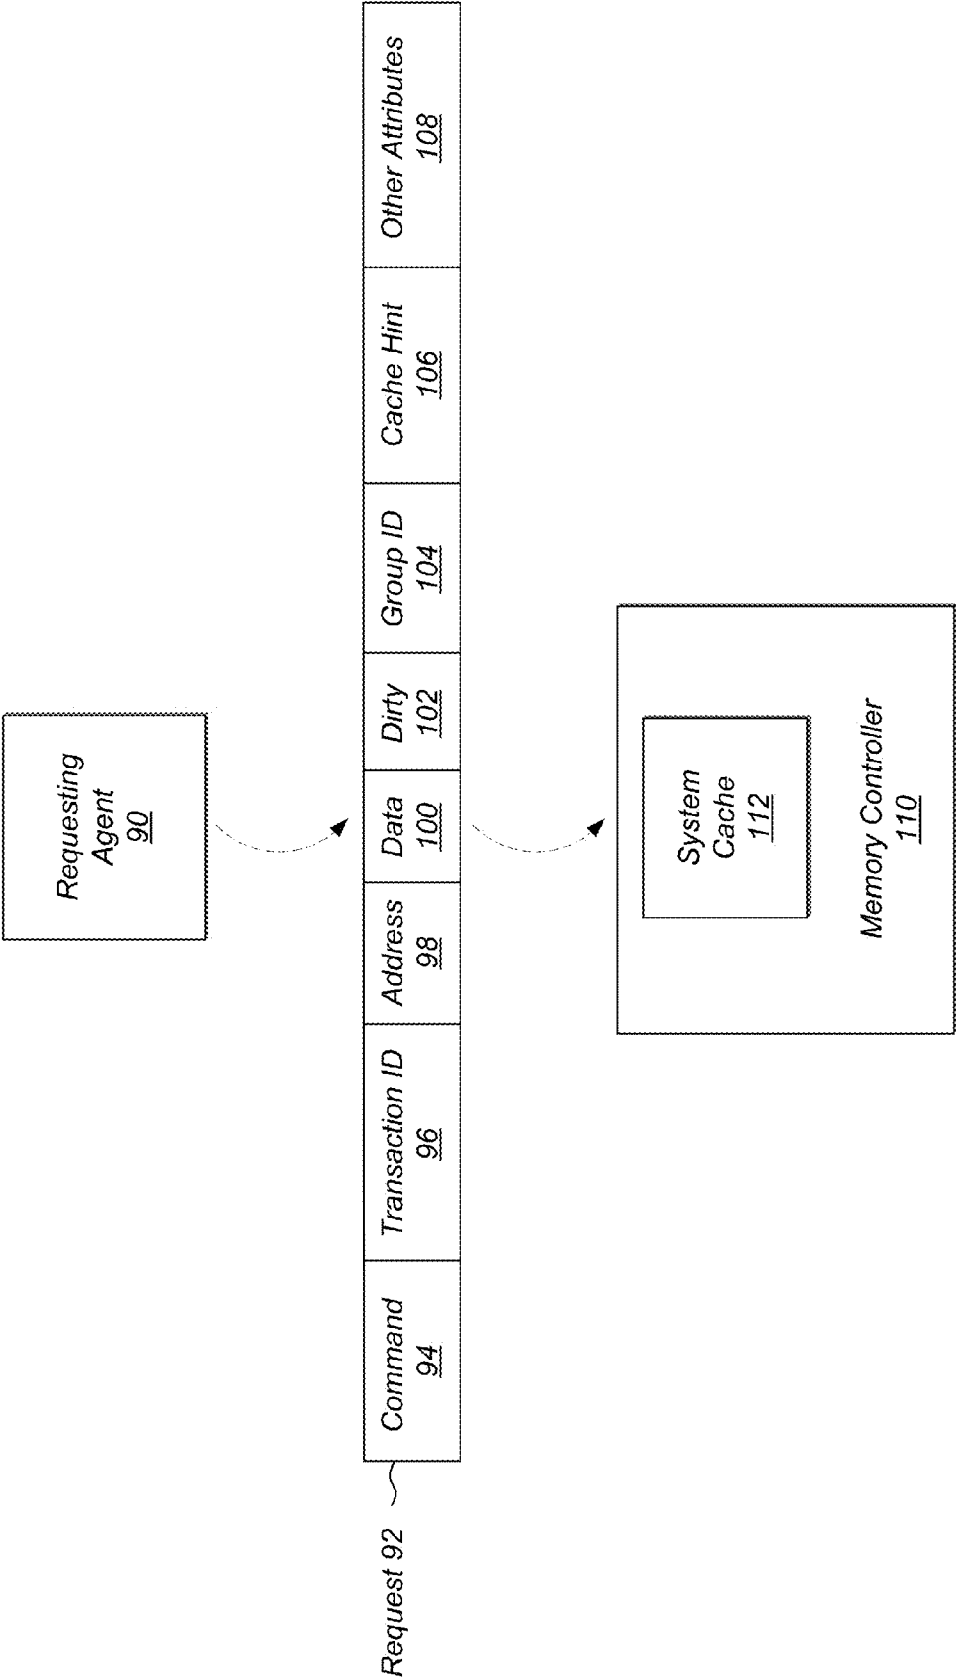 Requesting
Agent
90
Request 92
Command
94
Transaction ID
96
Address
98
Data
100
Dirty
102
Group ID
104
Cache Hint
106
Other Attributes
108
System
Cache
112
Memory Controller
110